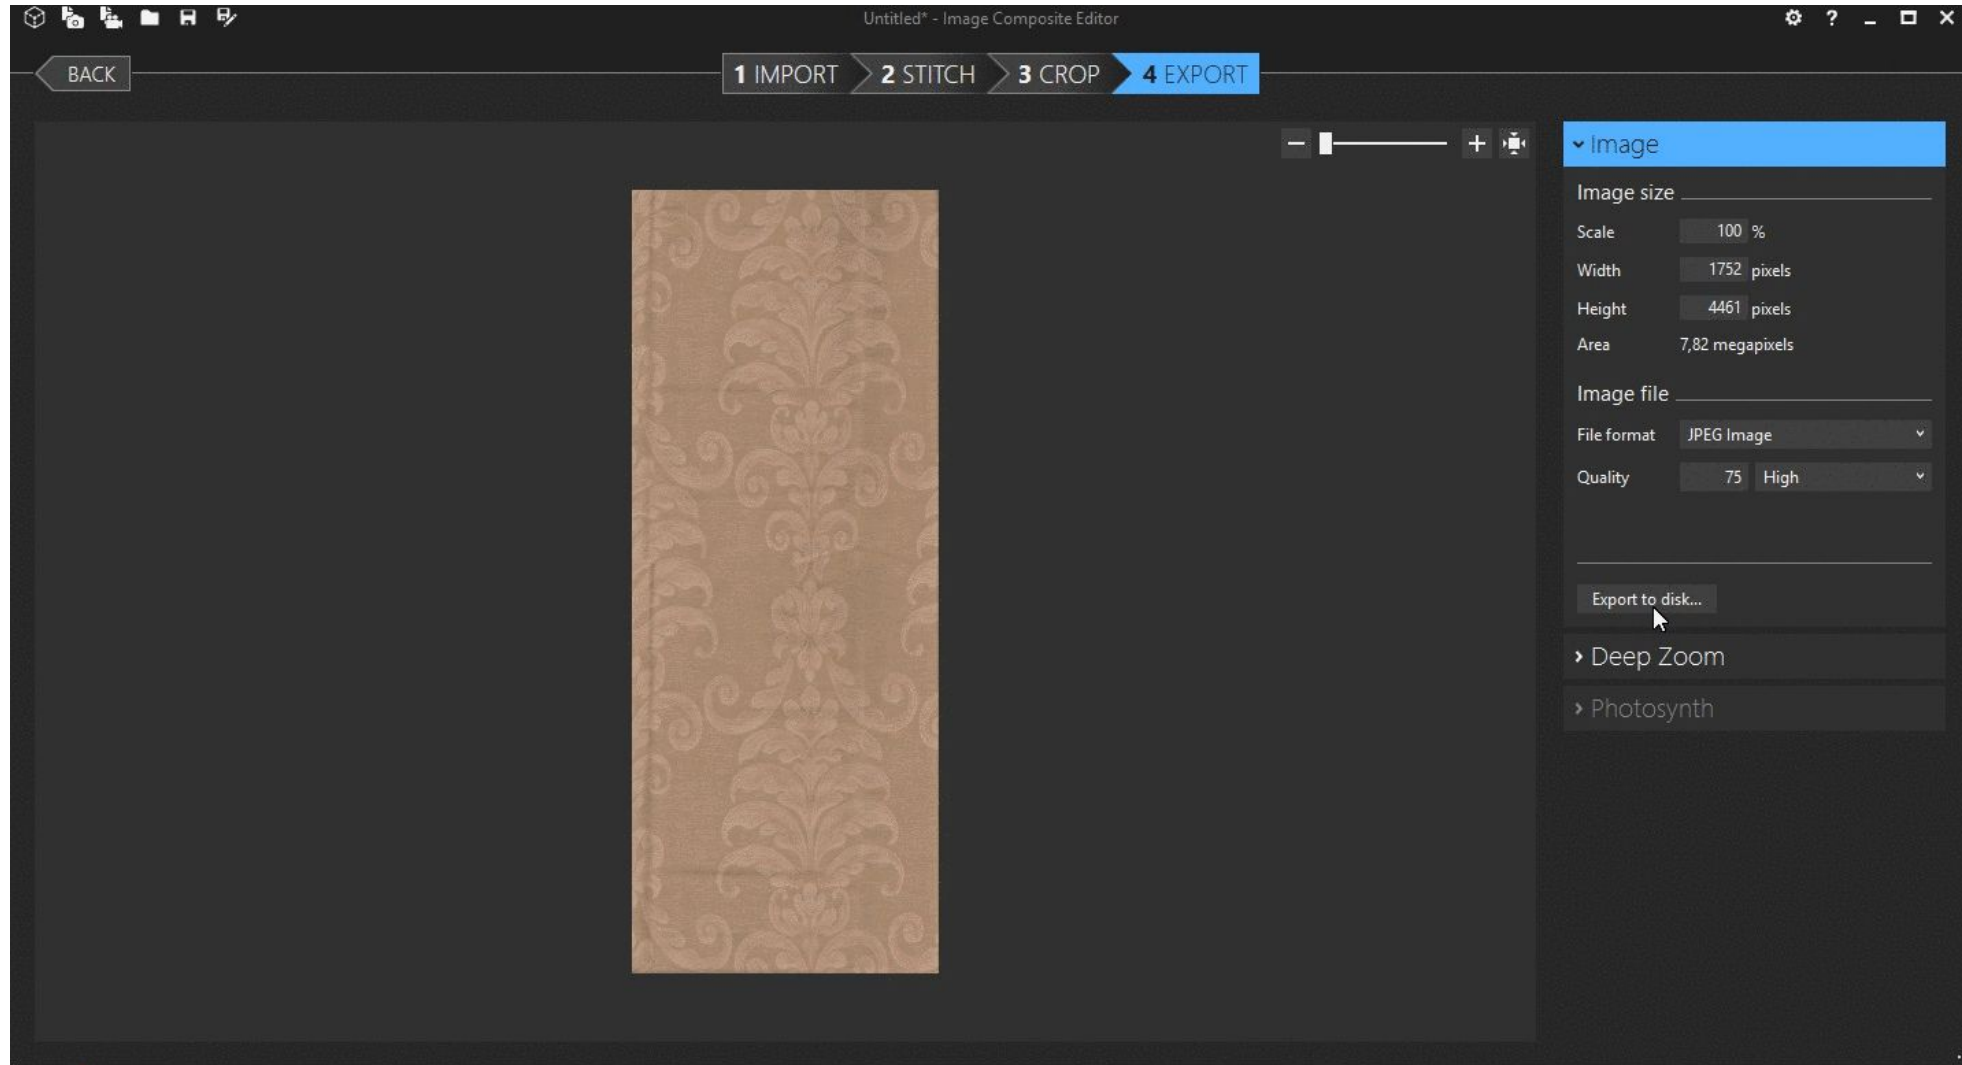 Untitled* - Image Composite Editor
?
BACK
1 IMPORT
2 STITCH
3 CROP
4 EXPORT
Image
Image size
Scale 100 %
Width 1752 pixels
Height 4461 pixels
Area 7,82 megapixels
Image file
File format JPEG Image
Quality 75 High
Export to disk...
Deep Zoom
Photosynth